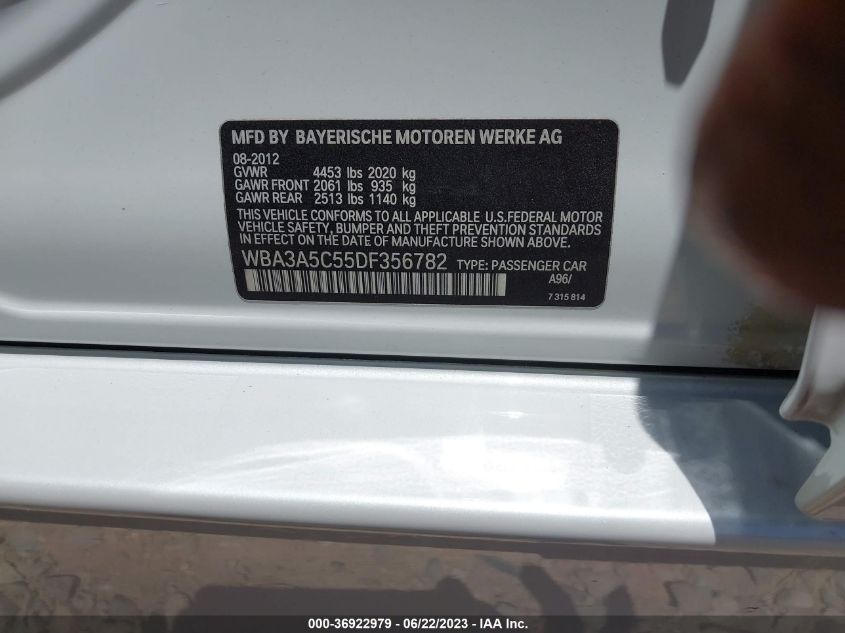 MFD BY BAYERISCHE MOTOREN WERKE AG
08-2012
GVWR 4453 lbs 2020 kg
GAWR FRONT 2061 lbs 935 kg
GAWR REAR 2513 lbs 1140 kg
THIS VEHICLE CONFORMS TO ALL APPLICABLE U.S.FEDERAL MOTOR
VEHICLE SAFETY, BUMPER AND THEFT PREVENTION STANDARDS
IN EFFECT ON THE DATE OF MANUFACTURE SHOWN ABOVE.
WBA3A5C55DF356782 TYPE: PASSENGER CAR
A96/
7 315 814
000-36922979 - 06/22/2023 - IAA Inc.